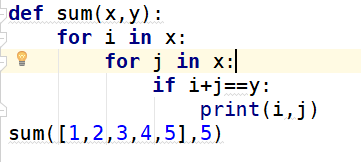 def sum(x,y):
    for i in x:
        for j in x:
            if i+j==y:
                print(i,j)
sum([1,2,3,4,5],5)